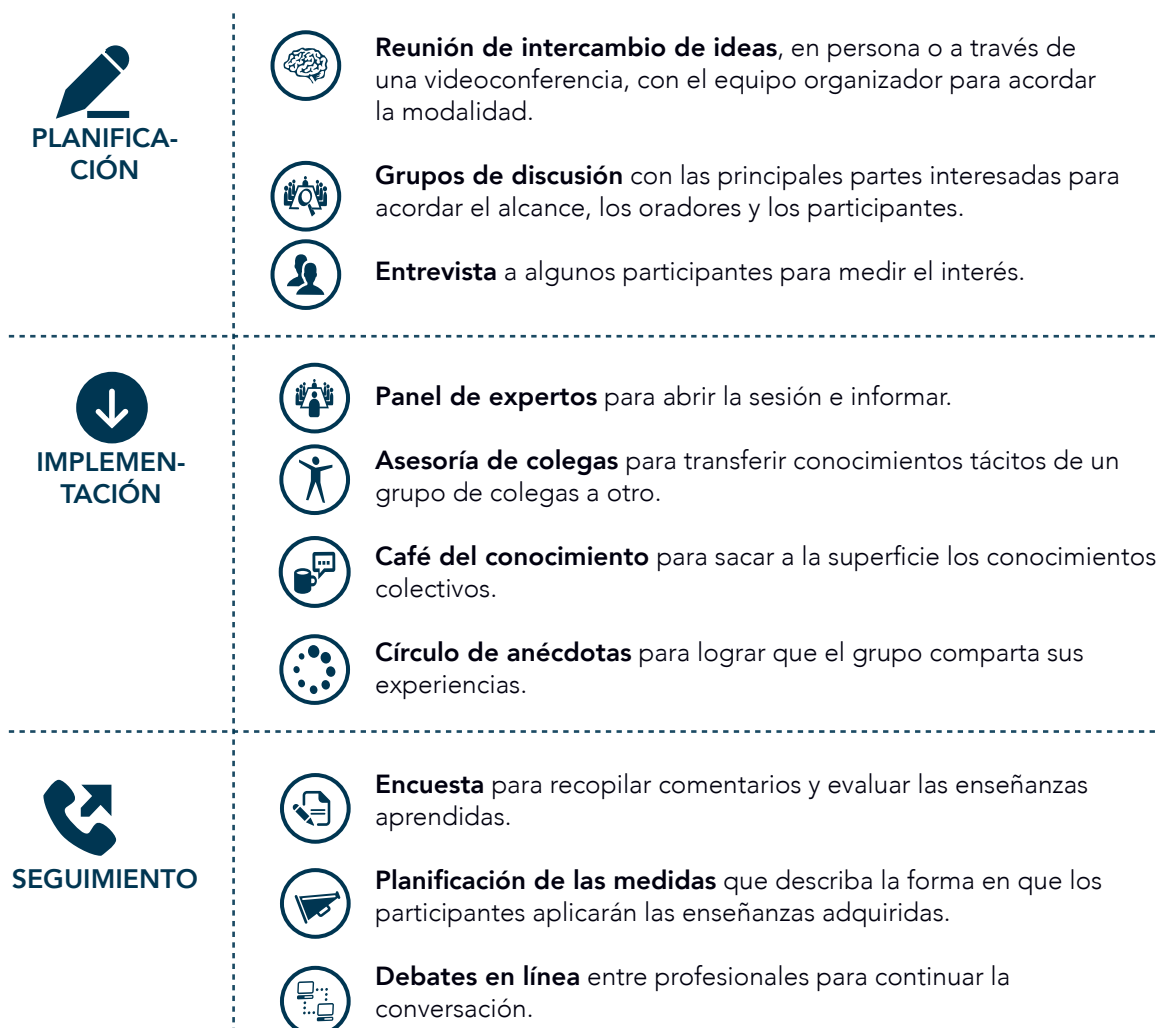 PLANIFICA-
CIÓN
Reunión de intercambio de ideas, en persona o a través de
una videoconferencia, con el equipo organizador para acordar
la modalidad.
Grupos de discusión con las principales partes interesadas para
acordar el alcance, los oradores y los participantes.
Entrevista a algunos participantes para medir el interés.
IMPLEMEN-
TACIÓN
Panel de expertos para abrir la sesión e informar.
Asesoría de colegas para transferir conocimientos tácitos de un
grupo de colegas a otro.
Café del conocimiento para sacar a la superficie los conocimientos
colectivos.
Círculo de anécdotas para lograr que el grupo comparta sus
experiencias.
SEGUIMIENTO
Encuesta para recopilar comentarios y evaluar las enseñanzas
aprendidas.
Planificación de las medidas que describa la forma en que los
participantes aplicarán las enseñanzas adquiridas.
Debates en línea entre profesionales para continuar la
conversación.